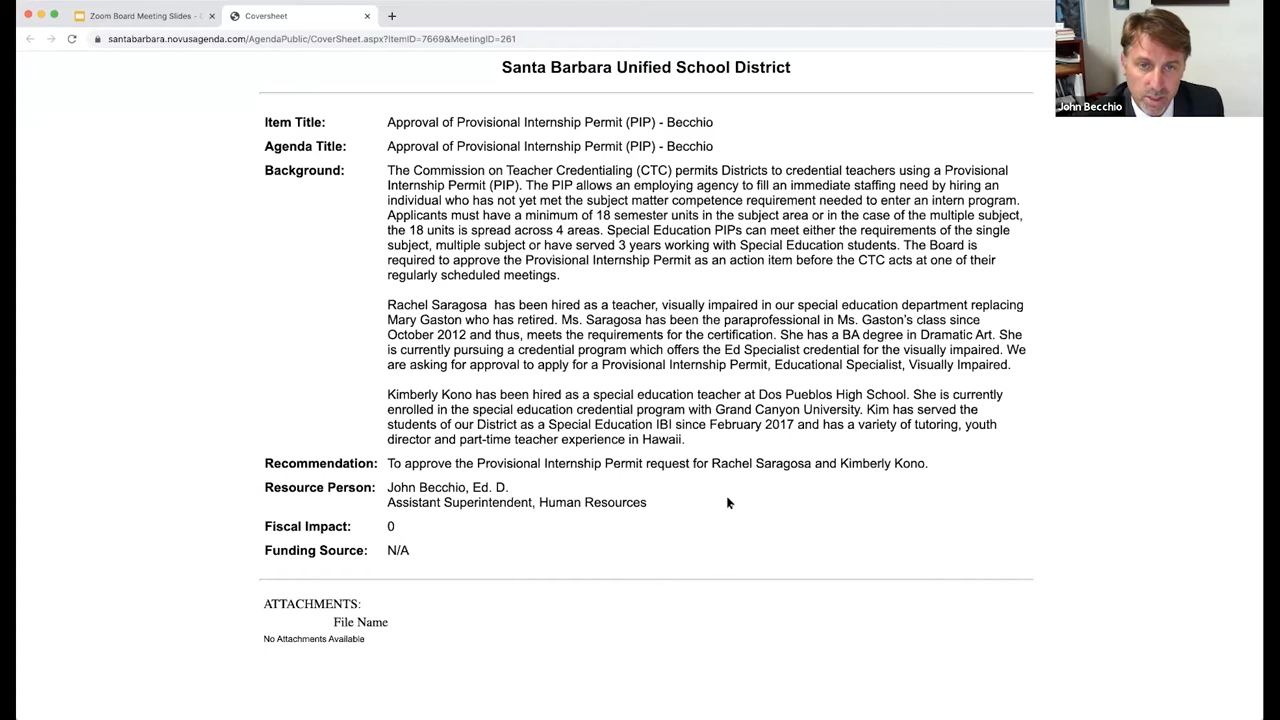 Zoom Board Meeting Slides -
Coversheet
santabarbara.novusagenda.com/AgendaPublic/CoverSheet.aspx?ItemID=7669&MeetingID=261
John Becchio
Santa Barbara Unified School District
Item Title: Approval of Provisional Internship Permit (PIP) - Becchio
Agenda Title: Approval of Provisional Internship Permit (PIP) - Becchio
Background: The Commission on Teacher Credentialing (CTC) permits Districts to credential teachers using a Provisional
Internship Permit (PIP). The PIP allows an employing agency to fill an immediate staffing need by hiring an
individual who has not yet met the subject matter competence requirement needed to enter an intern program.
Applicants must have a minimum of 18 semester units in the subject area or in the case of the multiple subject,
the 18 units is spread across 4 areas. Special Education PIPs can meet either the requirements of the single
subject, multiple subject or have served 3 years working with Special Education students. The Board is
required to approve the Provisional Internship Permit as an action item before the CTC acts at one of their
regularly scheduled meetings.
Rachel Saragosa has been hired as a teacher, visually impaired in our special education department replacing
Mary Gaston who has retired. Ms. Saragosa has been the paraprofessional in Ms. Gaston's class since
October 2012 and thus, meets the requirements for the certification. She has a BA degree in Dramatic Art. She
is currently pursuing a credential program which offers the Ed Specialist credential for the visually impaired. We
are asking for approval to apply for a Provisional Internship Permit, Educational Specialist, Visually Impaired.
Kimberly Kono has been hired as a special education teacher at Dos Pueblos High School. She is currently
enrolled in the special education credential program with Grand Canyon University. Kim has served the
students of our District as a Special Education IBI since February 2017 and has a variety of tutoring, youth
director and part-time teacher experience in Hawaii.
Recommendation: To approve the Provisional Internship Permit request for Rachel Saragosa and Kimberly Kono.
Resource Person: John Becchio, Ed. D.
Assistant Superintendent, Human Resources
Fiscal Impact: 0
Funding Source: N/A
ATTACHMENTS:
File Name
No Attachments Available